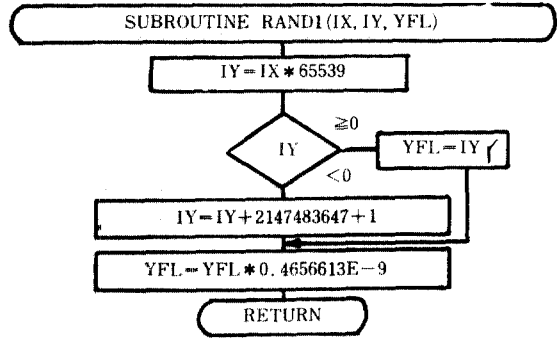 SUBROUTINE RAND1(IX, IY, YFL)
IY=IX*65539
≧0
IY
YFL=IY
<0
IY=IY+2147483647+1
YFL=YFL*0.4656613E-9
RETURN